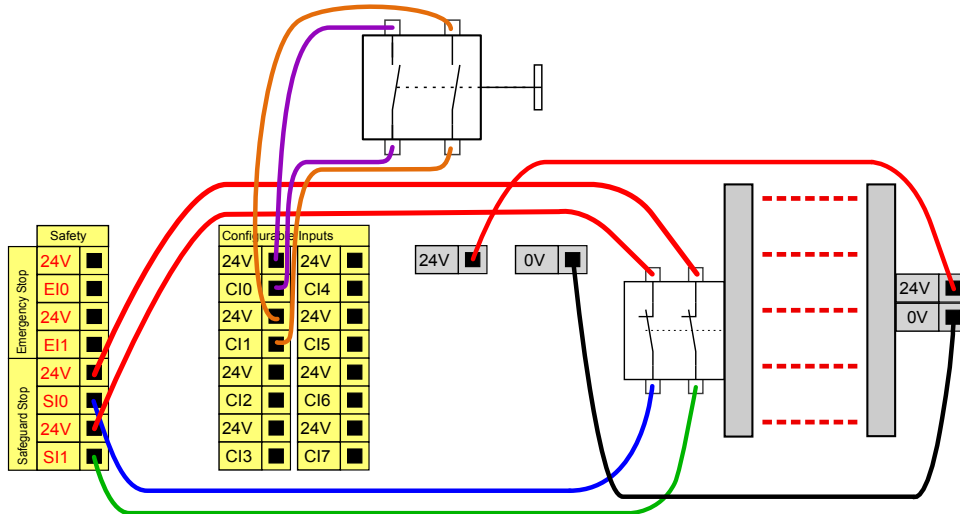 Safety
Emergency Stop
24V
EI0
24V
EI1
Safeguard Stop
24V
SI0
24V
SI1
Configurable Inputs
24V 24V
CI0 CI4
24V 24V
CI1 CI5
24V 24V
CI2 CI6
24V 24V
CI3 CI7
24V
0V
24V
0V